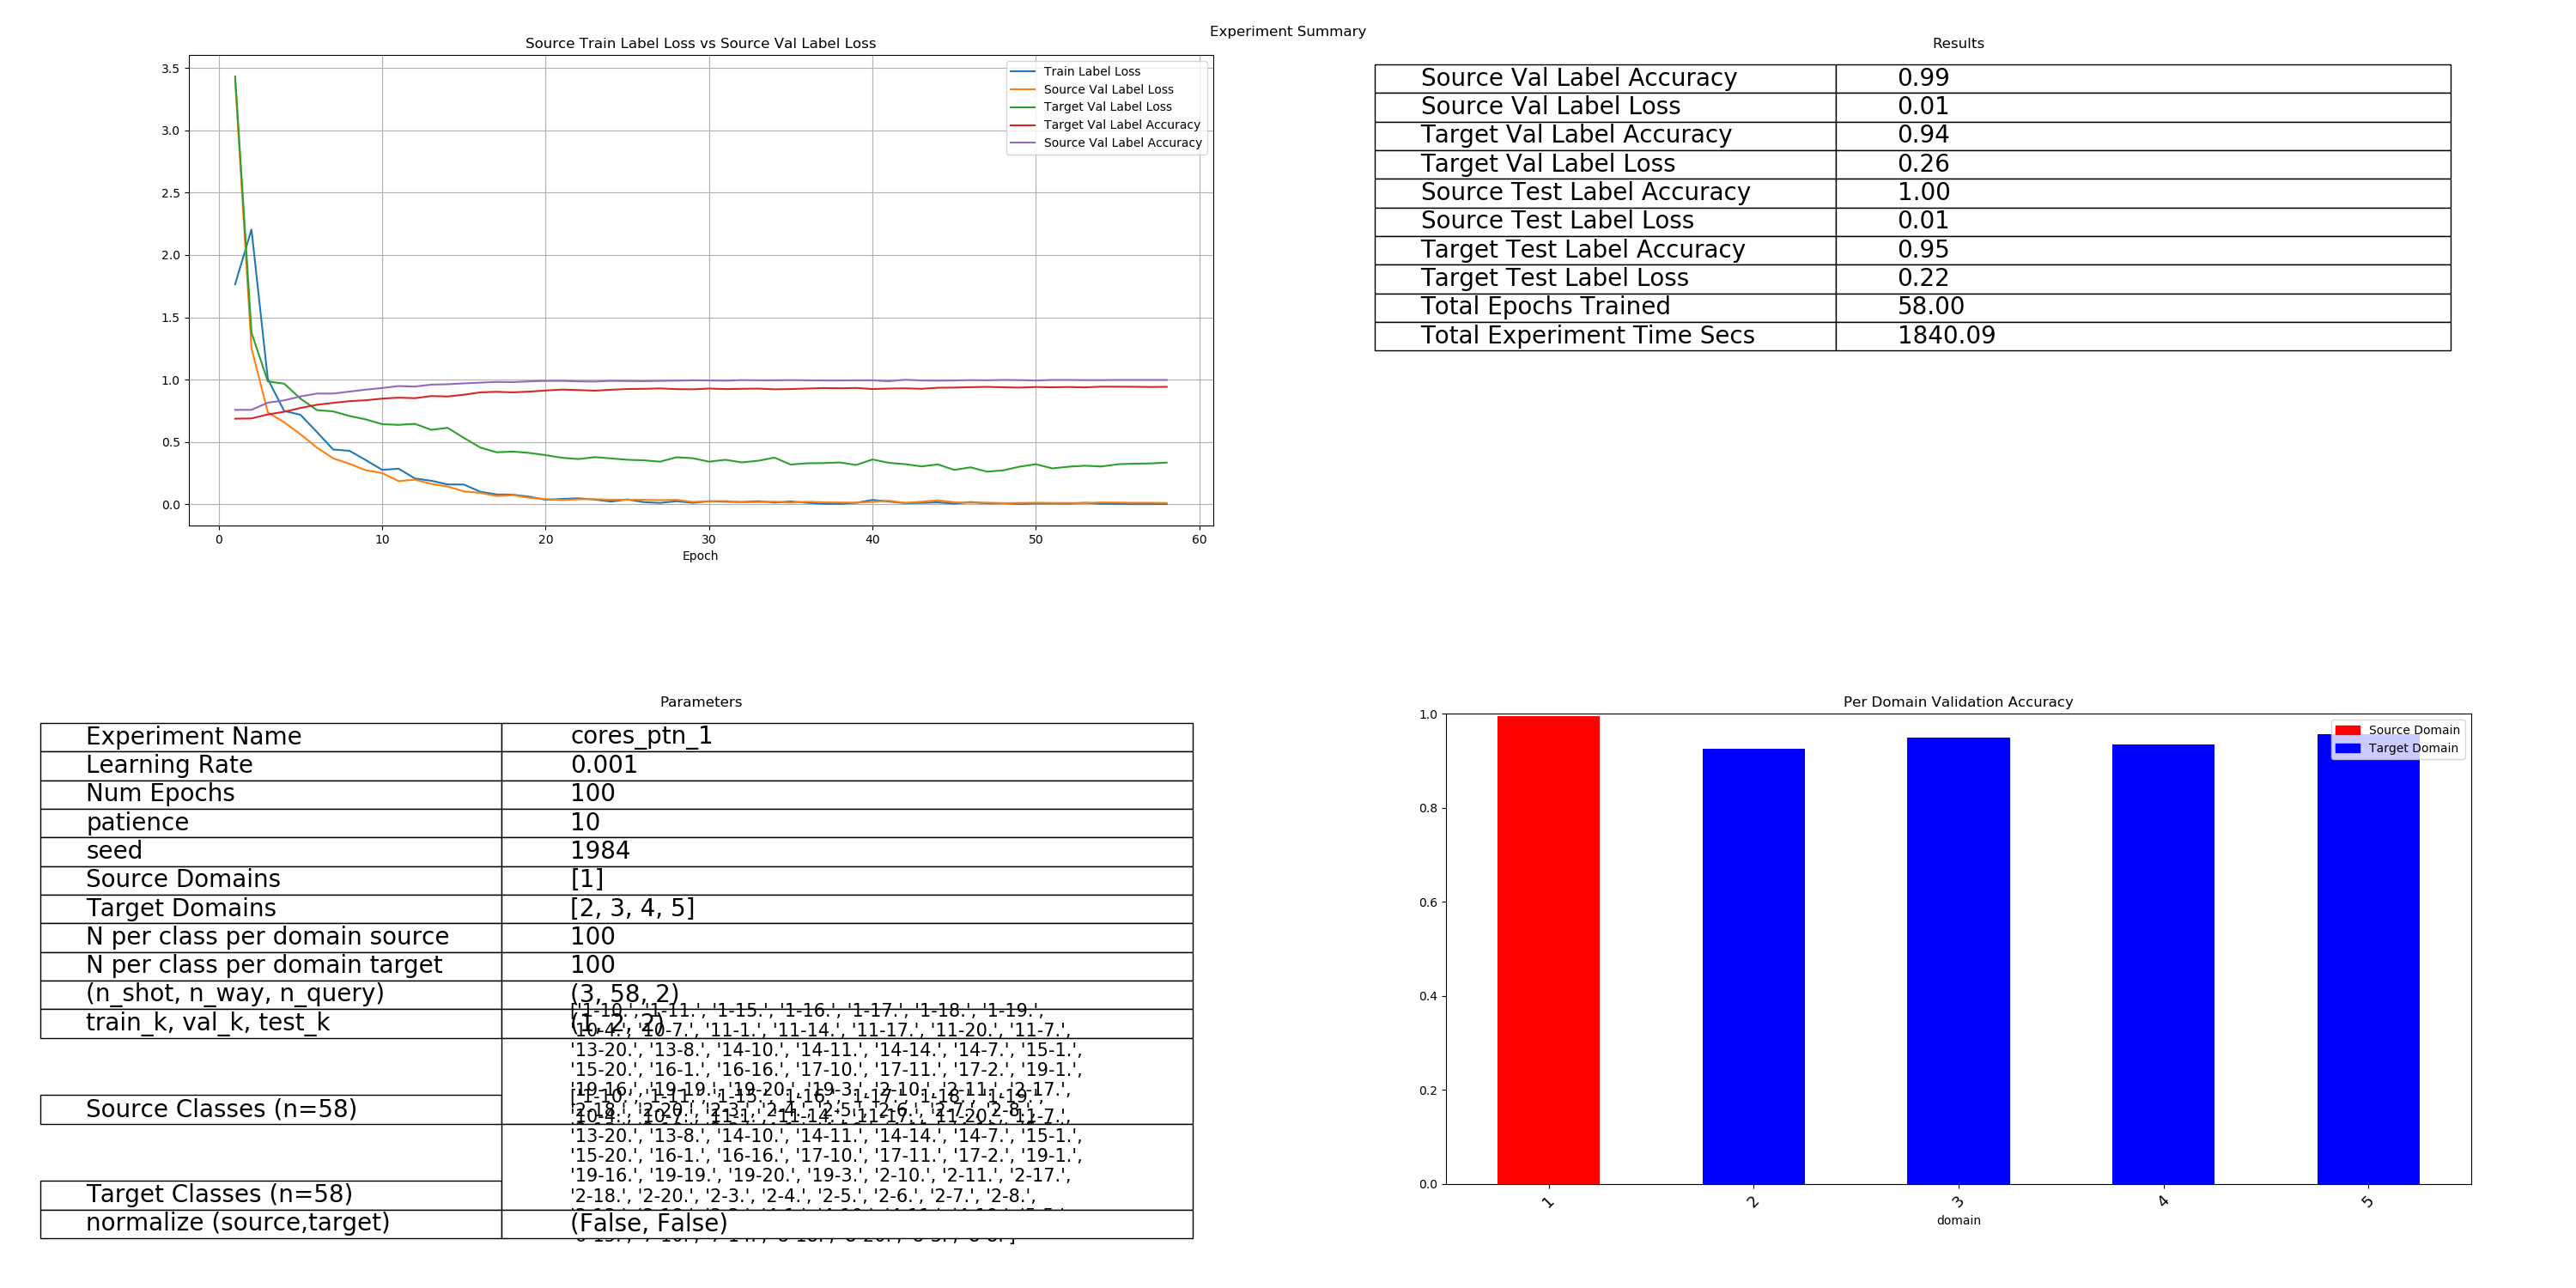 Experiment Summary
Source Train Label Loss vs Source Val Label Loss
3.5
3.0
2.5
2.0
1.5
1.0
0.5
0.0
0 10 20 30 40 50 60
Epoch
Train Label Loss
Source Val Label Loss
Target Val Label Loss
Target Val Label Accuracy
Source Val Label Accuracy
Results
Source Val Label Accuracy 0.99
Source Val Label Loss 0.01
Target Val Label Accuracy 0.94
Target Val Label Loss 0.26
Source Test Label Accuracy 1.00
Source Test Label Loss 0.01
Target Test Label Accuracy 0.95
Target Test Label Loss 0.22
Total Epochs Trained 58.00
Total Experiment Time Secs 1840.09
Parameters
Experiment Name cores_ptn_1
Learning Rate 0.001
Num Epochs 100
patience 10
seed 1984
Source Domains [1]
Target Domains [2, 3, 4, 5]
N per class per domain source 100
N per class per domain target 100
(n_shot, n_way, n_query) (3, 58, 2)
['1-10.', '1-11.', '1-15.', '1-16.', '1-17.', '1-18.', '1-19.',
train_k, val_k, test_k (1, 2, 2)
'10-4.', '10-7.', '11-1.', '11-14.', '11-17.', '11-20.', '11-7.',
'13-20.', '13-8.', '14-10.', '14-11.', '14-14.', '14-7.', '15-1.',
'15-20.', '16-1.', '16-16.', '17-10.', '17-11.', '17-2.', '19-1.',
'19-16.', '19-19.', '19-20.', '19-3.', '2-10.', '2-11.', '2-17.',
['1-10.', '1-11.', '1-15.', '1-16.', '1-17.', '1-18.', '1-19.',
Source Classes (n=58)
'2-18.', '2-20.', '2-3.', '2-4.', '2-5.', '2-6.', '2-7.', '2-8.',
'10-4.', '10-7.', '11-1.', '11-14.', '11-17.', '11-20.', '11-7.',
'13-20.', '13-8.', '14-10.', '14-11.', '14-14.', '14-7.', '15-1.',
'15-20.', '16-1.', '16-16.', '17-10.', '17-11.', '17-2.', '19-1.',
'19-16.', '19-19.', '19-20.', '19-3.', '2-10.', '2-11.', '2-17.',
Target Classes (n=58)
'2-18.', '2-20.', '2-3.', '2-4.', '2-5.', '2-6.', '2-7.', '2-8.',
normalize (source,target) (False, False)
Per Domain Validation Accuracy
1.0
0.8
0.6
0.4
0.2
0.0
1 2 3 4 5
domain
Source Domain
Target Domain